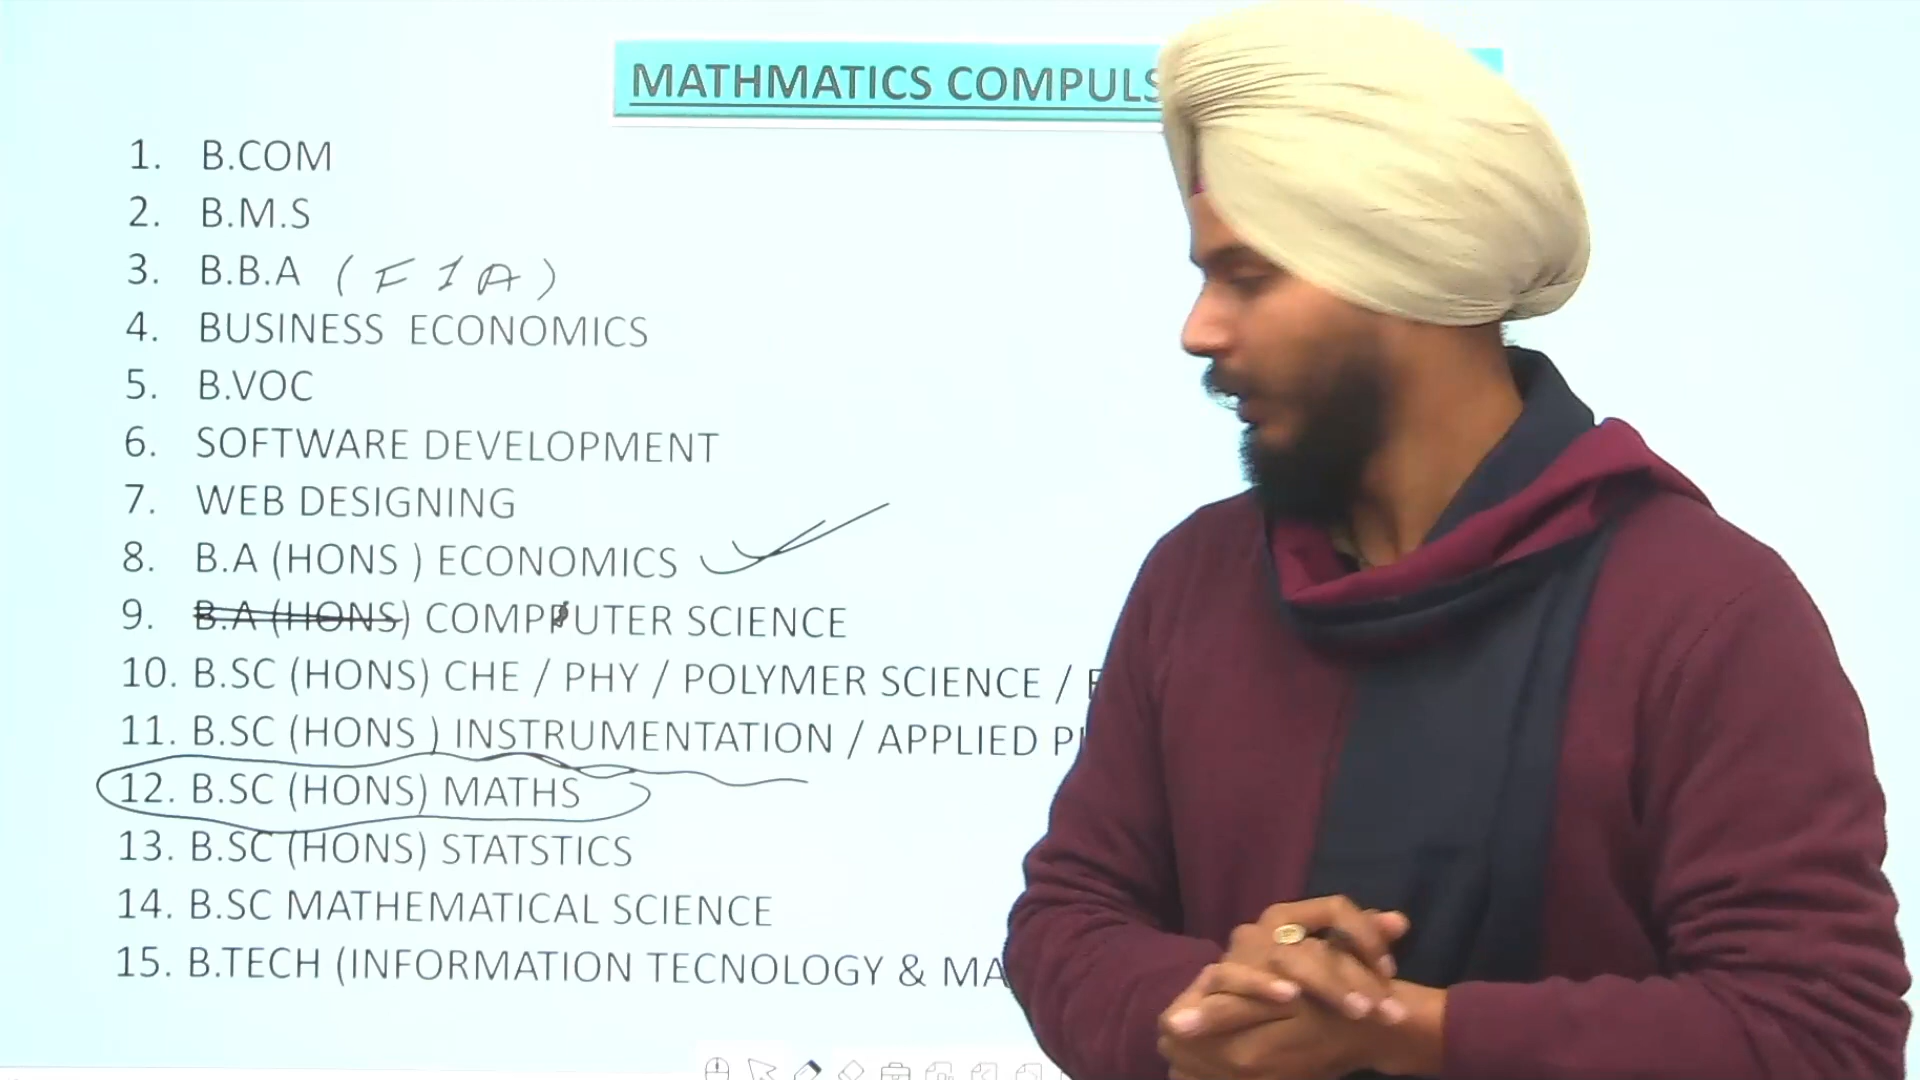 MATHMATICS COMPULS
1. B.COM
2. B.M.S
3. B.B.A (FIA)
4. BUSINESS ECONOMICS
5. B.VOC
6. SOFTWARE DEVELOPMENT
7. WEB DESIGNING
8. B.A (HONS ) ECONOMICS
9. B.A (HONS) COMPPUTER SCIENCE
10. B.SC (HONS) CHE / PHY / POLYMER SCIENCE /
11. B.SC (HONS ) INSTRUMENTATION / APPLIED
12. B.SC (HONS) MATHS
13. B.SC (HONS) STATSTICS
14. B.SC MATHEMATICAL SCIENCE
15. B.TECH (INFORMATION TECNOLOGY & MA